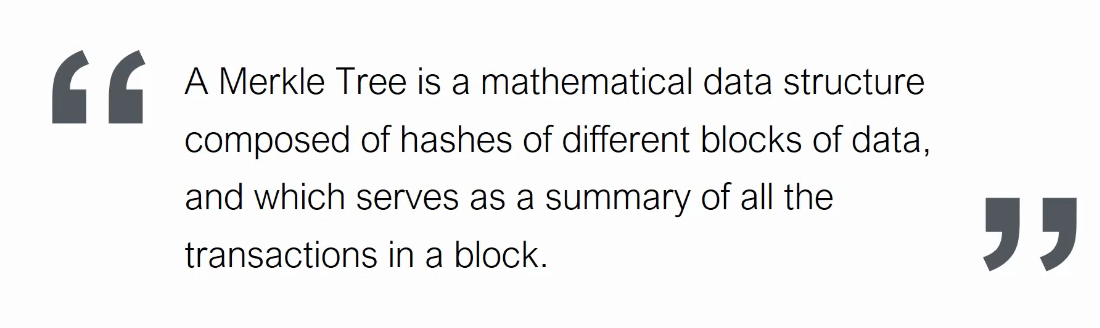 “ A Merkle Tree is a mathematical data structure
composed of hashes of different blocks of data,
and which serves as a summary of all the
transactions in a block. ”